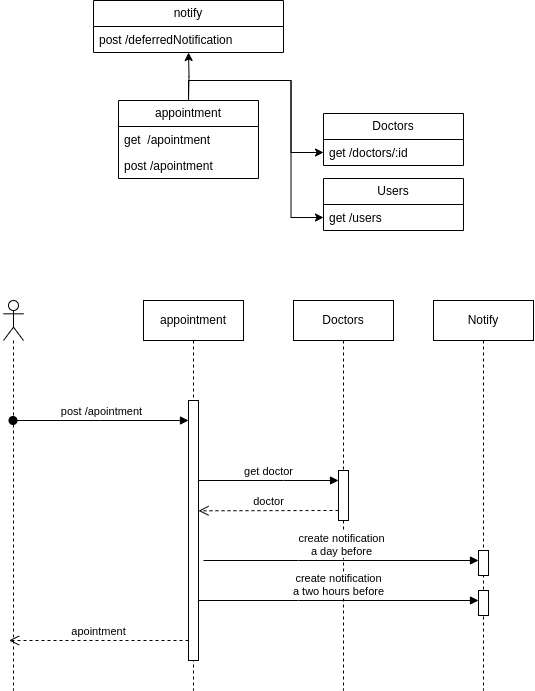 notify
post /deferredNotification
appointment
get  /apointment
post /apointment
Doctors
get /doctors/:id
Users
get /users
appointment
Doctors
Notify
post /apointment
get doctor
doctor
create notification
a day before
create notification
a two hours before
apointment